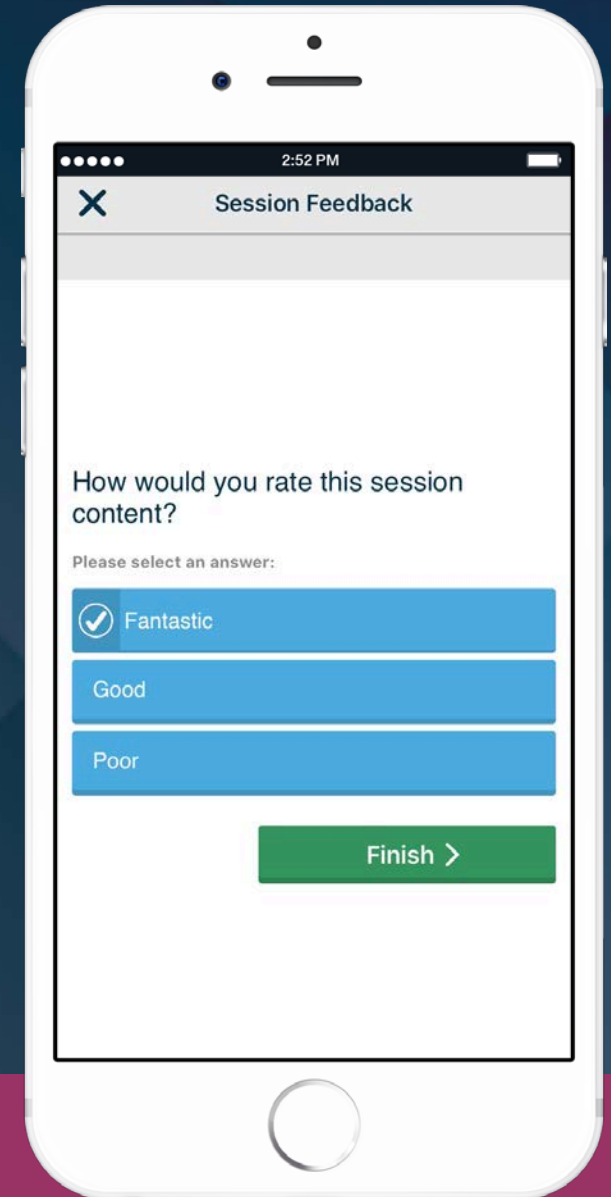 2:52 PM
Session Feedback
How would you rate this session
content?
Please select an answer:
Fantastic
Good
Poor
Finish